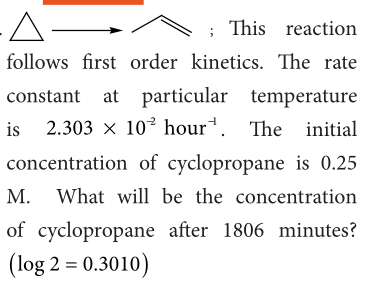 ; This reaction
follows first order kinetics. The rate
constant at particular temperature
is 2.303 × 10⁻² hour⁻¹. The initial
concentration of cyclopropane is 0.25
M. What will be the concentration
of cyclopropane after 1806 minutes?
(log 2 = 0.3010)